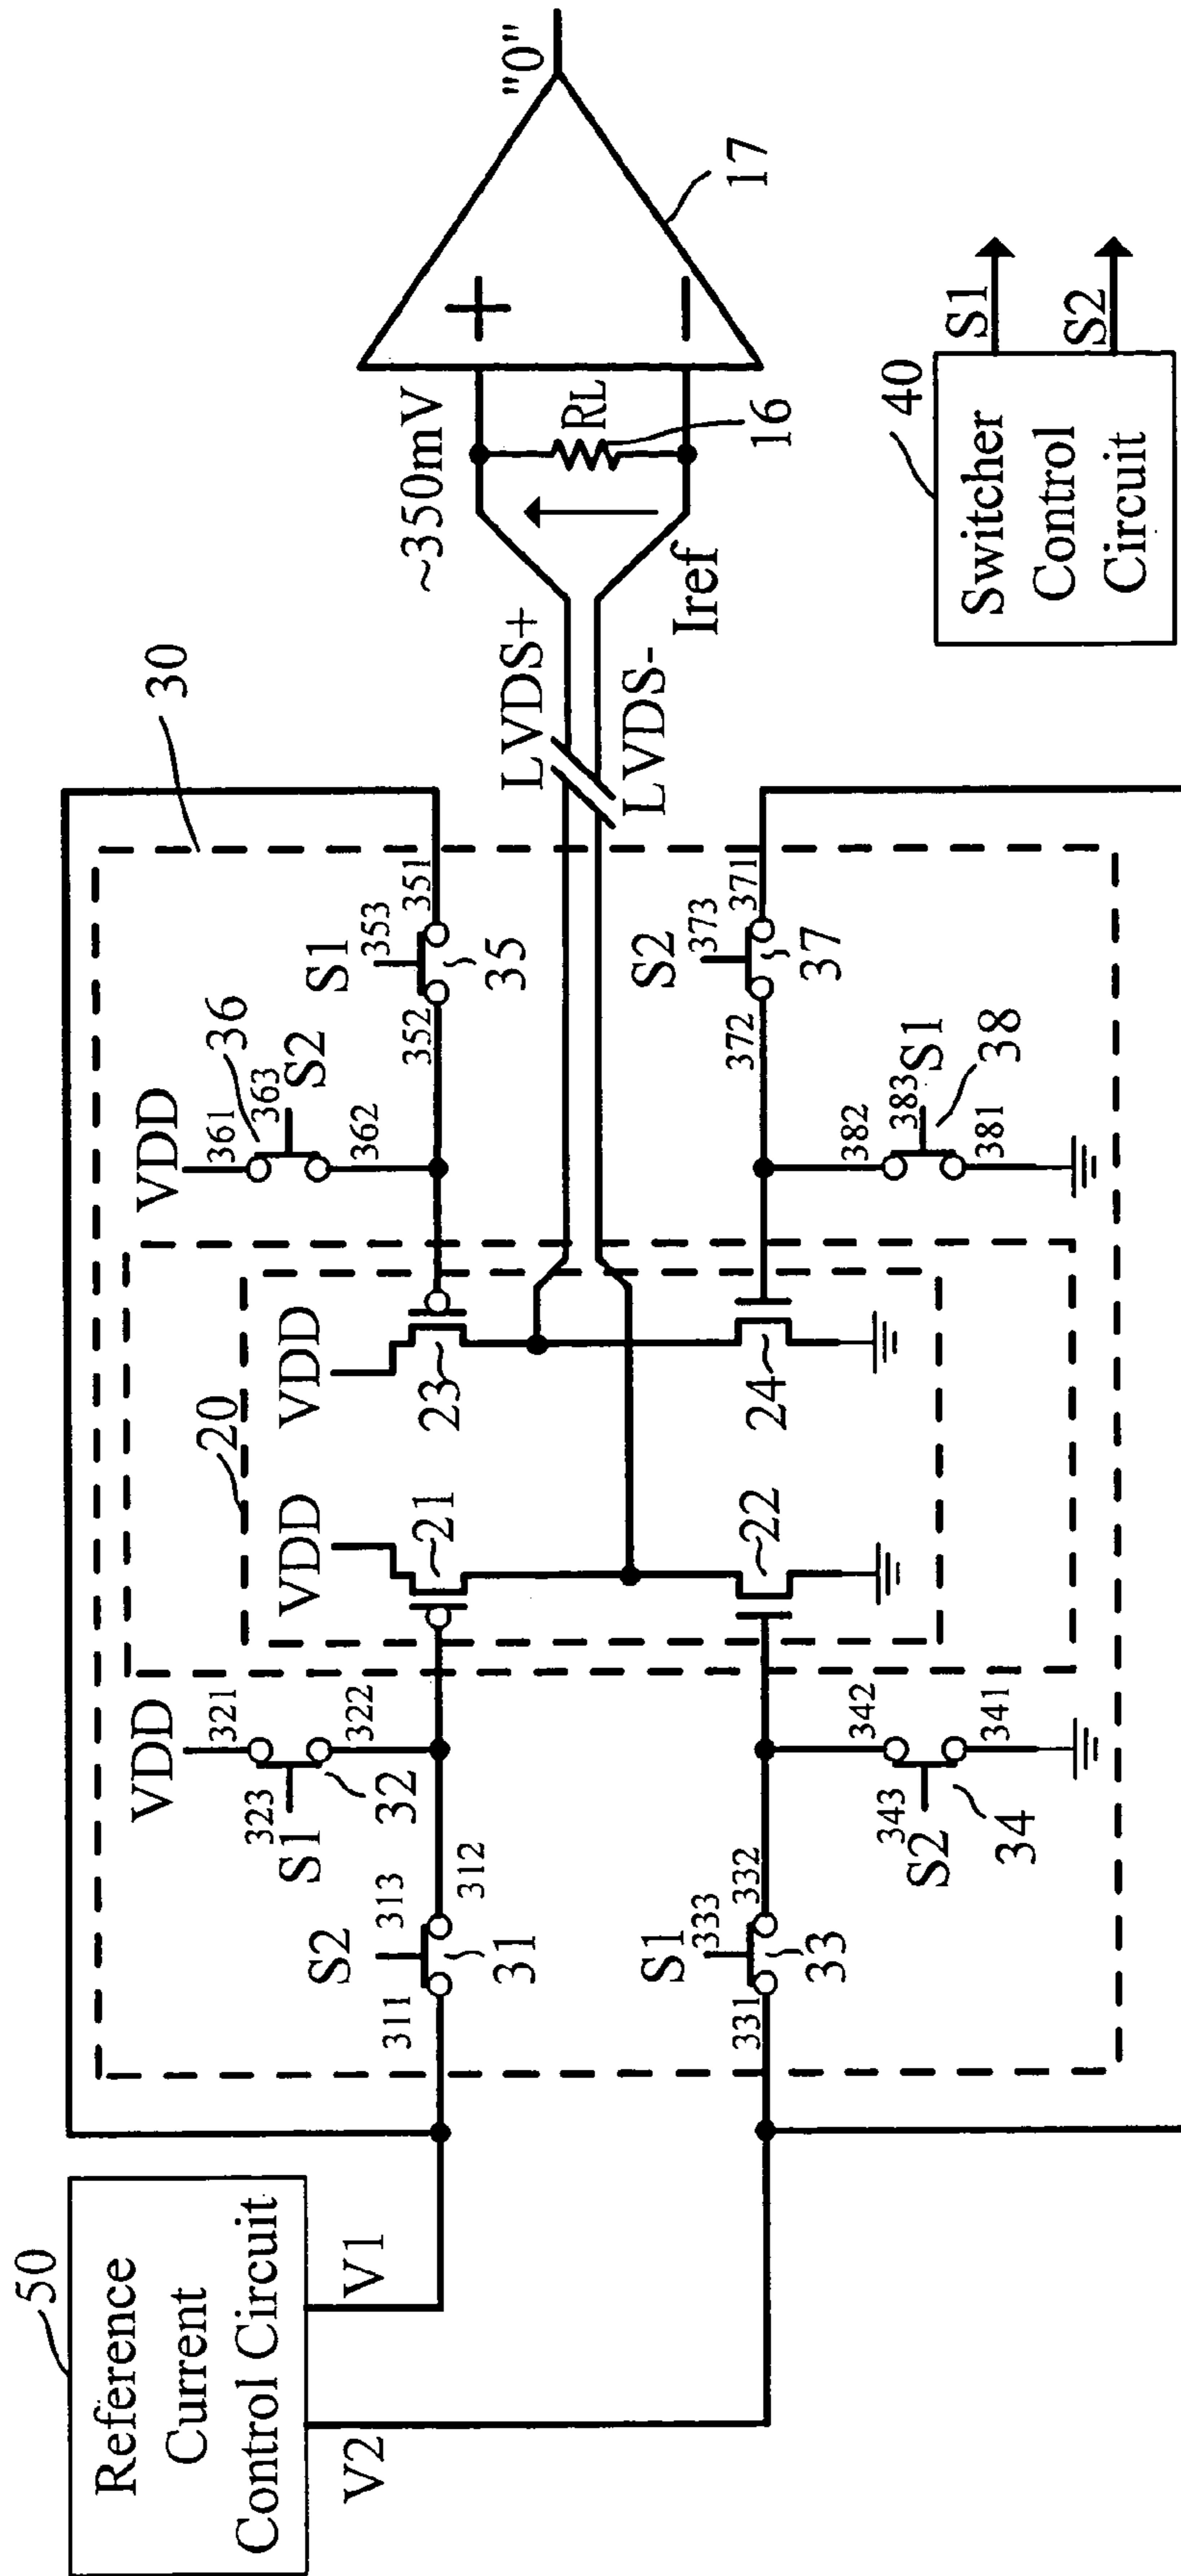 50
Reference
Current
Control Circuit
V1
V2
30
20
VDD
321
322
323
S1
32
S2
313
311
312
31
S1
333
331
332
33
342
341
343
S2
34
VDD
21
22
VDD
23
24
VDD
361
36
363
S2
362
S1
353
351
352
35
S2
373
371
372
37
382
383
S1
381
38
LVDS+
LVDS-
~350mV
Iref
RL
16
+
−
17
"0"
40
Switcher
Control
Circuit
S1
S2